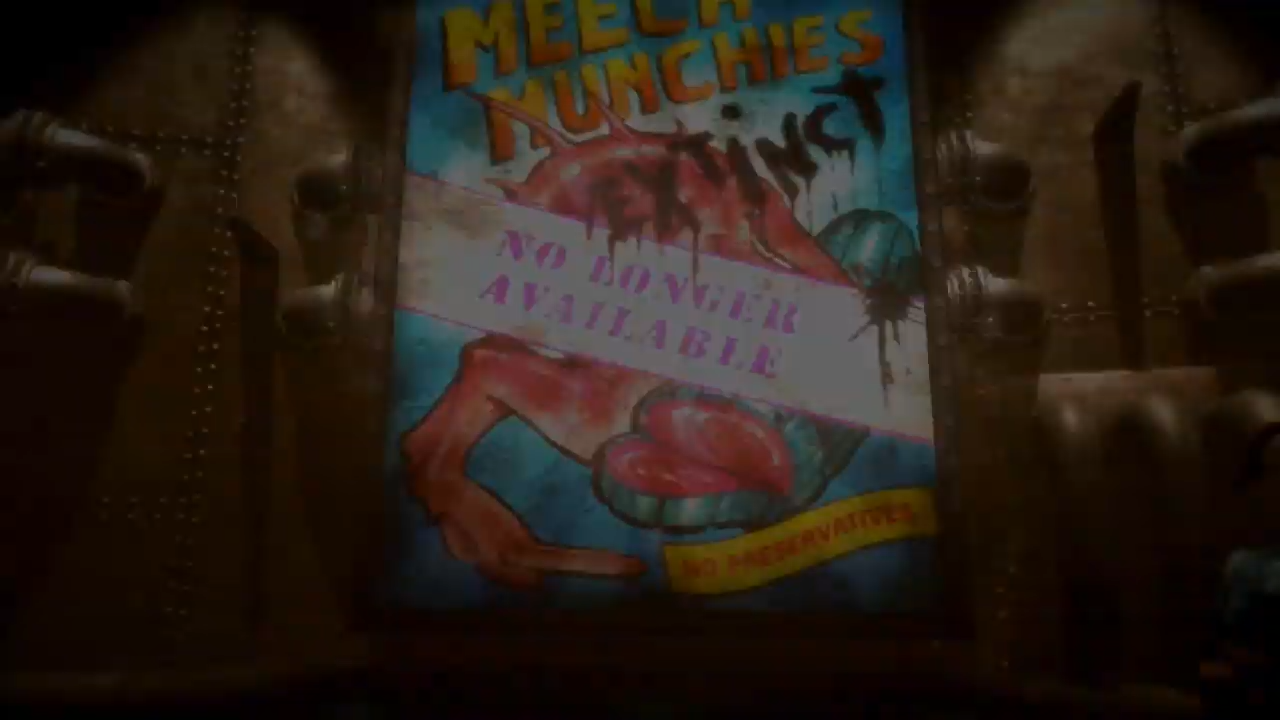 MEECH
MUNCHIES
EXTINCT
NO LONGER
AVAILABLE
NO PRESERVATIVES